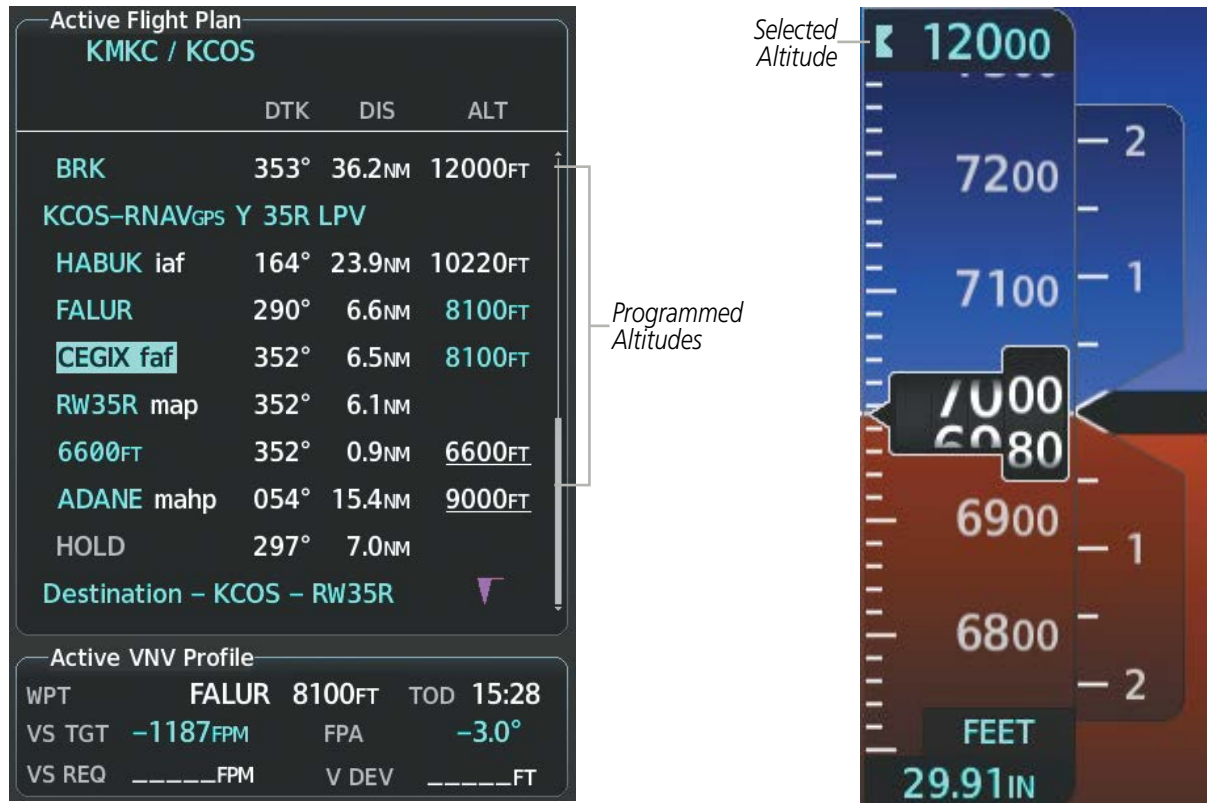 Active Flight Plan
KMKC / KCOS
DTK DIS ALT
BRK 353° 36.2NM 12000FT
KCOS–RNAVGPS Y 35R LPV
HABUK iaf 164° 23.9NM 10220FT
FALUR 290° 6.6NM 8100FT
CEGIX faf 352° 6.5NM 8100FT
RW35R map 352° 6.1NM
6600FT 352° 0.9NM 6600FT
ADANE mahp 054° 15.4NM 9000FT
HOLD 297° 7.0NM
Destination – KCOS – RW35R
Active VNV Profile
WPT FALUR 8100FT TOD 15:28
VS TGT –1187FPM FPA –3.0°
VS REQ _____FPM V DEV _____FT
Programmed
Altitudes
Selected
Altitude
12000
7200
7100
7000
6980
6900
6800
2
1
1
2
FEET
29.91IN